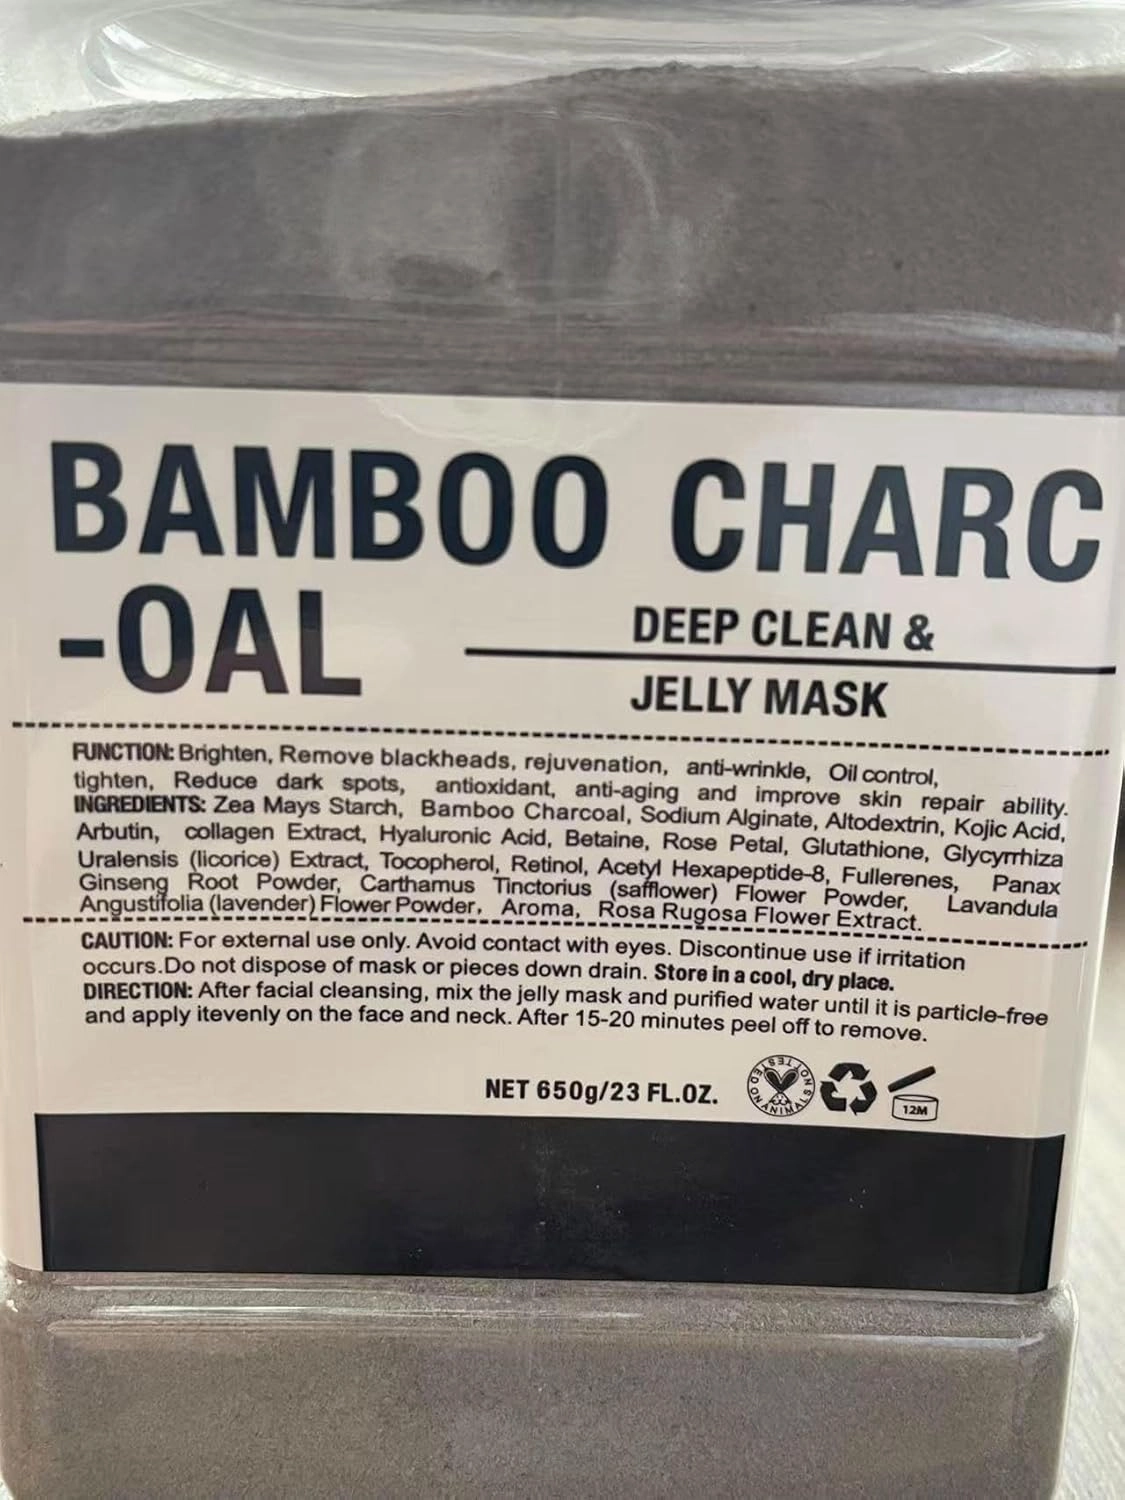 BAMBOO CHARC
-OAL
DEEP CLEAN &
JELLY MASK
FUNCTION: Brighten, Remove blackheads, rejuvenation, anti-wrinkle, Oil control,
tighten, Reduce dark spots, antioxidant, anti-aging and improve skin repair ability.
INGREDIENTS: Zea Mays Starch, Bamboo Charcoal, Sodium Alginate, Altodextrin, Kojic Acid,
Arbutin, collagen Extract, Hyaluronic Acid, Betaine, Rose Petal, Glutathione, Glycyrrhiza
Uralensis (licorice) Extract, Tocopherol, Retinol, Acetyl Hexapeptide-8, Fullerenes, Panax
Ginseng Root Powder, Carthamus Tinctorius (safflower) Flower Powder, Lavandula
Angustifolia (lavender) Flower Powder, Aroma, Rosa Rugosa Flower Extract.
CAUTION: For external use only. Avoid contact with eyes. Discontinue use if irritation
occurs.Do not dispose of mask or pieces down drain. Store in a cool, dry place.
DIRECTION: After facial cleansing, mix the jelly mask and purified water until it is particle-free
and apply itevenly on the face and neck. After 15-20 minutes peel off to remove.
NET 650g/23 FL.OZ.
NOT TESTED ON ANIMALS
12M